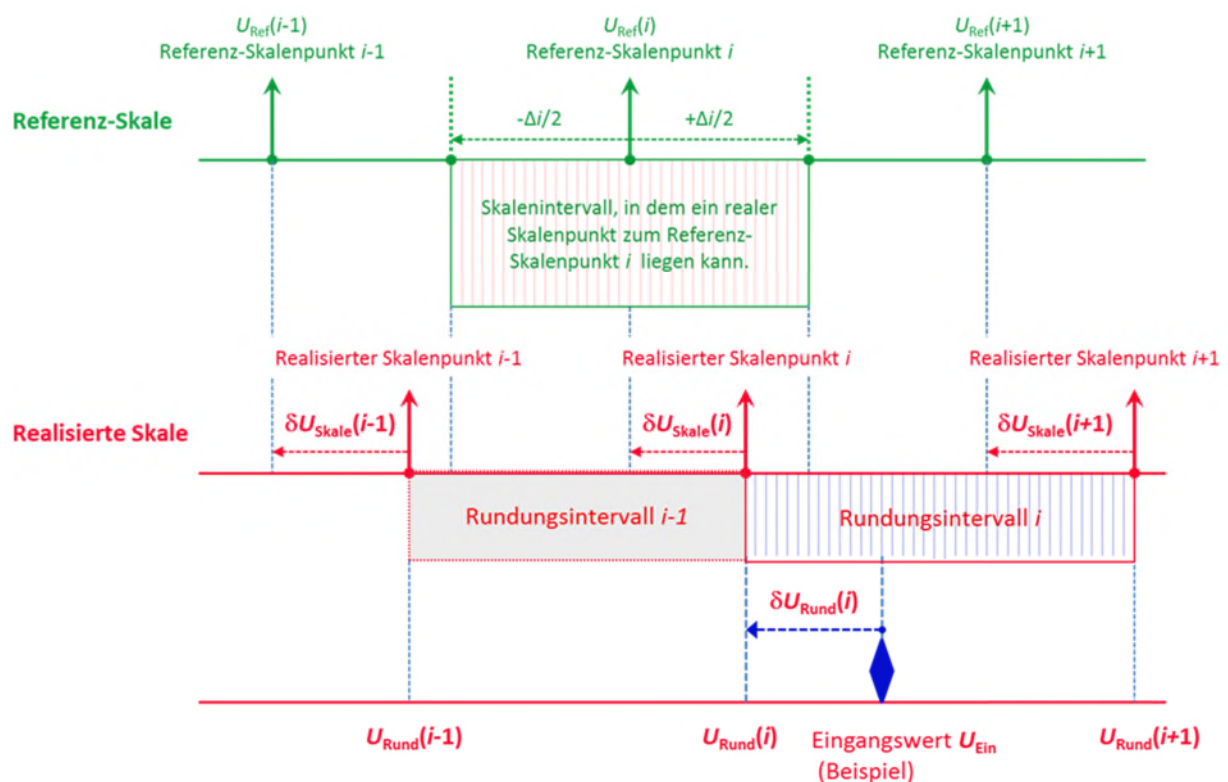 U_Ref(i-1)
Referenz-Skalenpunkt i-1
U_Ref(i)
Referenz-Skalenpunkt i
U_Ref(i+1)
Referenz-Skalenpunkt i+1
Referenz-Skale
-Δi/2
+Δi/2
Skalenintervall, in dem ein realer
Skalenpunkt zum Referenz-
Skalenpunkt i liegen kann.
Realisierter Skalenpunkt i-1
Realisierter Skalenpunkt i
Realisierter Skalenpunkt i+1
Realisierte Skale
δU_Skale(i-1)
δU_Skale(i)
δU_Skale(i+1)
Rundungsintervall i-1
Rundungsintervall i
δU_Rund(i)
U_Rund(i-1)
U_Rund(i)
Eingangswert U_Ein
(Beispiel)
U_Rund(i+1)